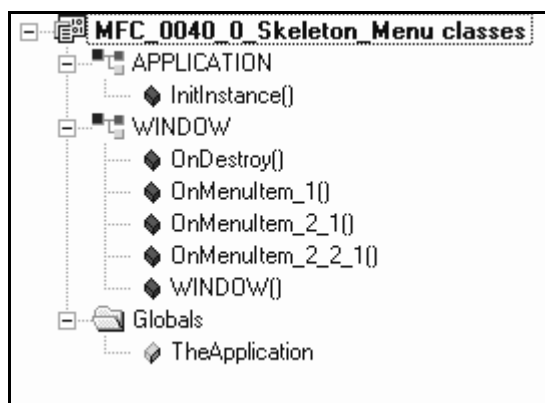 MFC_0040_0_Skeleton_Menu classes
APPLICATION
InitInstance()
WINDOW
OnDestroy()
OnMenuItem_1()
OnMenuItem_2_1()
OnMenuItem_2_2_1()
WINDOW()
Globals
TheApplication